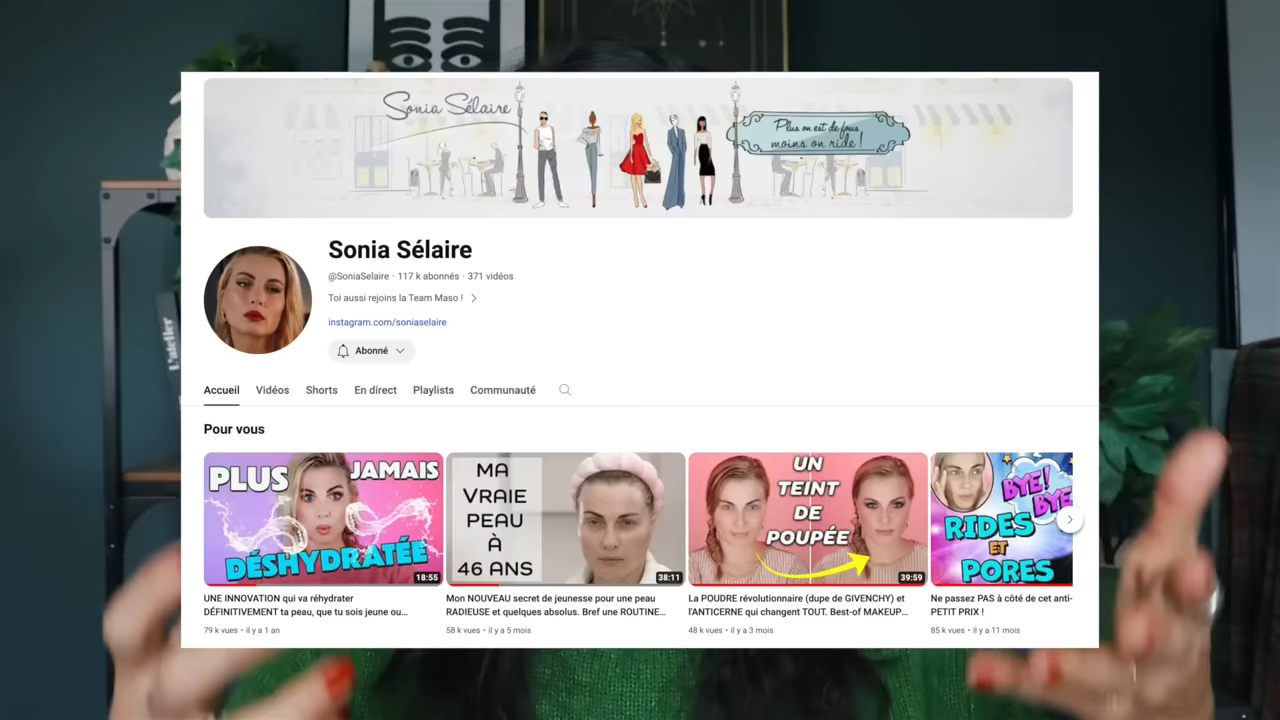 Sonia Sélaire
Plus on est de fous
moins on ride !
L'atelier
Sonia Sélaire
@SoniaSelaire · 117 k abonnés · 371 vidéos
Toi aussi rejoins la Team Maso !
instagram.com/soniaselaire
Abonné
Accueil Vidéos Shorts En direct Playlists Communauté
Pour vous
PLUS JAMAIS
DÉSHYDRATÉE
18:55
MA
VRAIE
PEAU
À
46 ANS
38:11
UN
TEINT
DE
POUPÉE
39:59
BYE!
BYE
RIDES
ET
PORES
UNE INNOVATION qui va réhydrater
DÉFINITIVEMENT ta peau, que tu sois jeune ou...
79 k vues • il y a 1 an
Mon NOUVEAU secret de jeunesse pour une peau
RADIEUSE et quelques absolus. Bref une ROUTINE...
58 k vues • il y a 5 mois
La POUDRE révolutionnaire (dupe de GIVENCHY) et
l'ANTICERNE qui changent TOUT. Best-of MAKEUP...
48 k vues • il y a 3 mois
Ne passez PAS à côté de cet anti-
PETIT PRIX !
85 k vues • il y a 11 mois